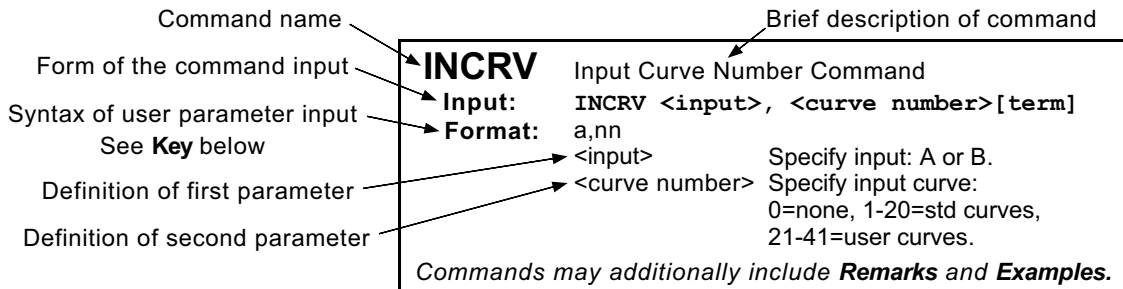 Command name
Brief description of command
INCRV Input Curve Number Command
Form of the command input
Input: INCRV <input>, <curve number>[term]
Syntax of user parameter input
Format: a,nn
See Key below
<input> Specify input: A or B.
Definition of first parameter
<curve number> Specify input curve:
0=none, 1-20=std curves,
Definition of second parameter
21-41=user curves.
Commands may additionally include Remarks and Examples.